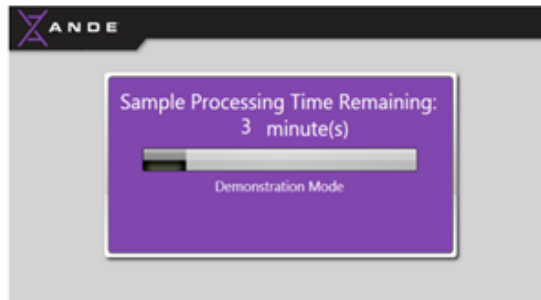 ANDE
Sample Processing Time Remaining:
3 minute(s)
Demonstration Mode